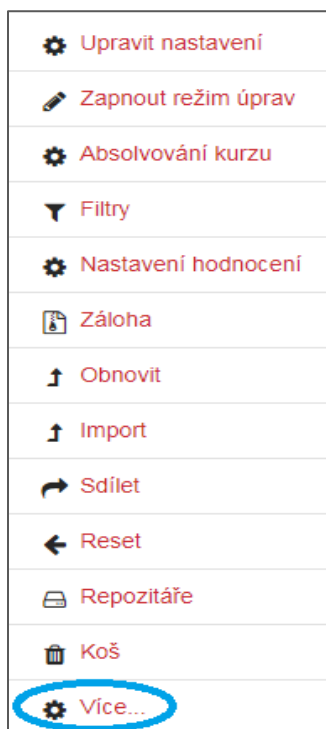 Upravit nastavení
Zapnout režim úprav
Absolvování kurzu
Filtry
Nastavení hodnocení
Záloha
Obnovit
Import
Sdílet
Reset
Repozitáře
Koš
Více...